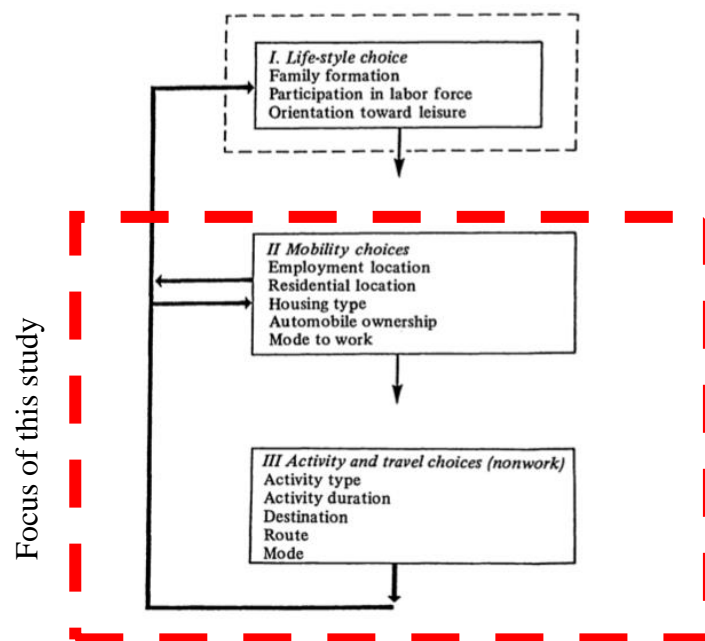 I. Life-style choice
Family formation
Participation in labor force
Orientation toward leisure
Focus of this study
II Mobility choices
Employment location
Residential location
Housing type
Automobile ownership
Mode to work
III Activity and travel choices (nonwork)
Activity type
Activity duration
Destination
Route
Mode